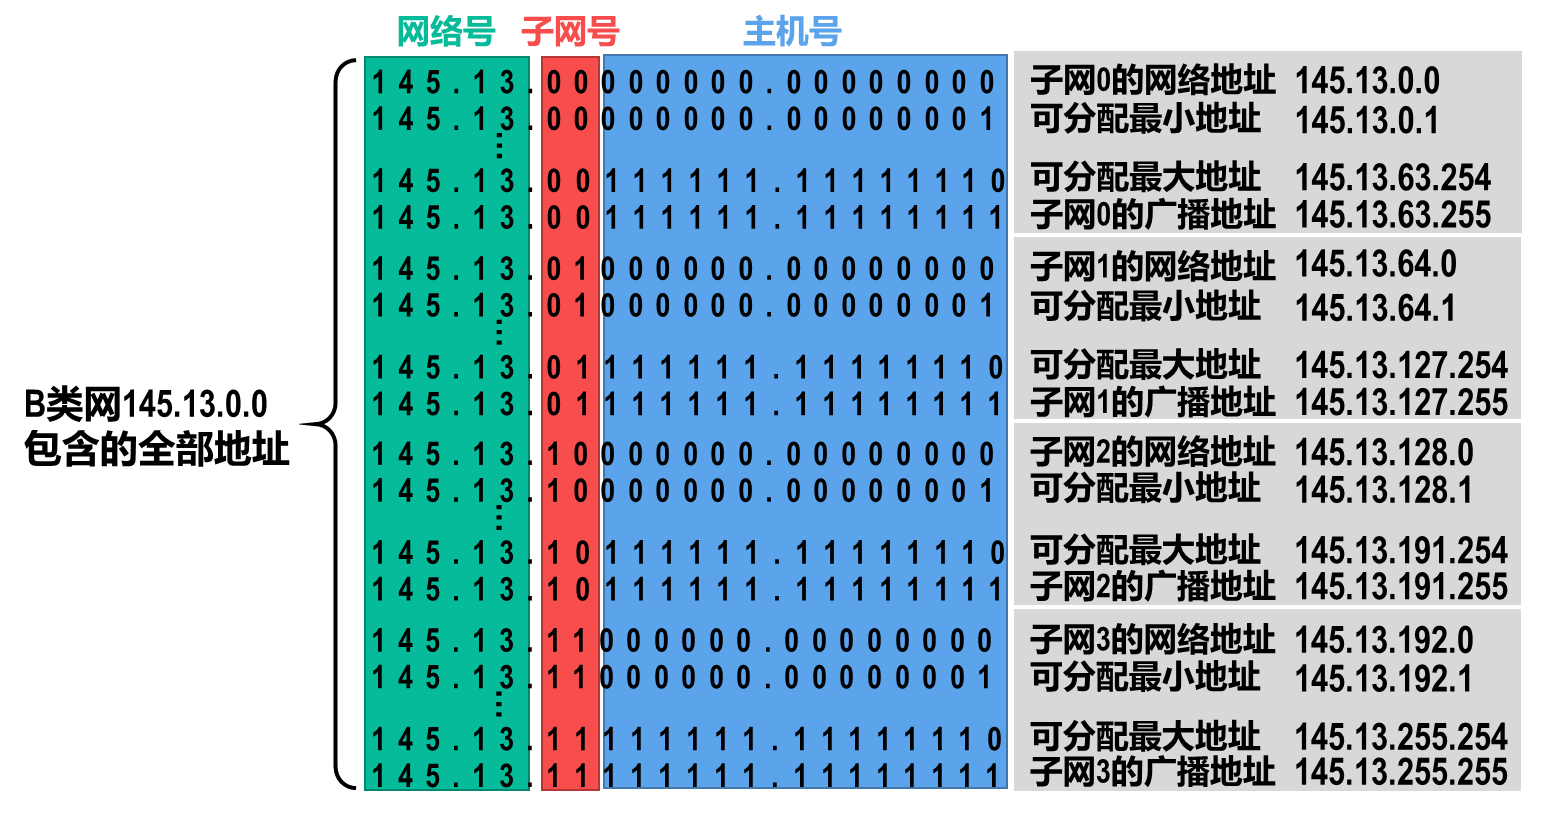 网络号 子网号 主机号
145.13.00000000.00000000 子网0的网络地址 145.13.0.0
145.13.00000000.00000001 可分配最小地址 145.13.0.1
⋮
145.13.00111111.11111110 可分配最大地址 145.13.63.254
145.13.00111111.11111111 子网0的广播地址 145.13.63.255
145.13.01000000.00000000 子网1的网络地址 145.13.64.0
145.13.01000000.00000001 可分配最小地址 145.13.64.1
⋮
145.13.01111111.11111110 可分配最大地址 145.13.127.254
145.13.01111111.11111111 子网1的广播地址 145.13.127.255
B类网145.13.0.0
包含的全部地址
145.13.10000000.00000000 子网2的网络地址 145.13.128.0
145.13.10000000.00000001 可分配最小地址 145.13.128.1
⋮
145.13.10111111.11111110 可分配最大地址 145.13.191.254
145.13.10111111.11111111 子网2的广播地址 145.13.191.255
145.13.11000000.00000000 子网3的网络地址 145.13.192.0
145.13.11000000.00000001 可分配最小地址 145.13.192.1
⋮
145.13.11111111.11111110 可分配最大地址 145.13.255.254
145.13.11111111.11111111 子网3的广播地址 145.13.255.255